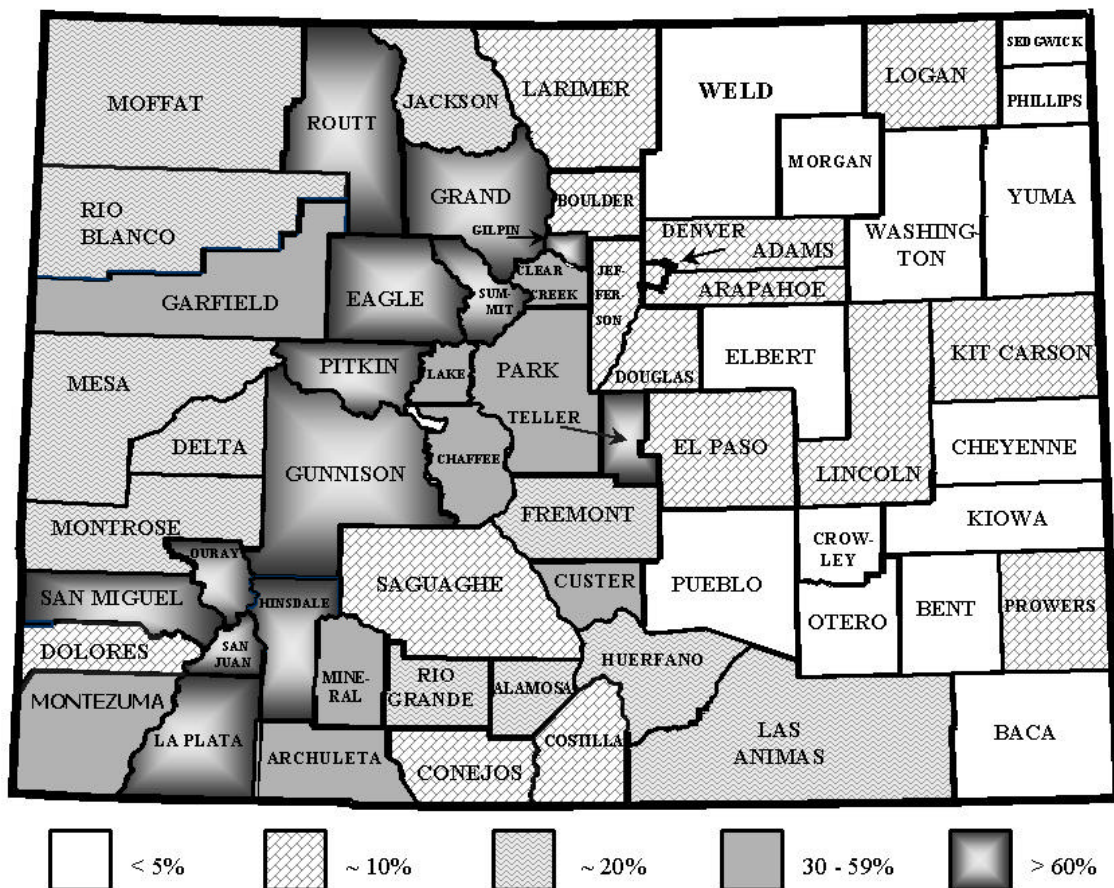 SEDGWICK
LOGAN
MOFFAT
JACKSON
LARIMER
WELD
PHILLIPS
ROUTT
MORGAN
YUMA
GRAND
BOULDER
RIO
BLANCO
GILPIN
DENVER
WASHING-
TON
ADAMS
CLEAR
CREEK
JEF-
FER-
SON
GARFIELD
EAGLE
SUM-
MIT
ARAPAHOE
KIT CARSON
ELBERT
PITKIN
LAKE
PARK
DOUGLAS
MESA
TELLER
DELTA
EL PASO
CHEYENNE
CHAFFEE
GUNNISON
LINCOLN
MONTROSE
FREMONT
KIOWA
CROW-
LEY
OURAY
SAGUAGHE
CUSTER
PUEBLO
SAN MIGUEL
HINSDALE
BENT
PROWERS
OTERO
DOLORES
SAN
JUAN
HUERFANO
MINE-
RAL
RIO
GRANDE
ALAMOSA
MONTEZUMA
LA PLATA
LAS
ANIMAS
BACA
COSTILLA
ARCHULETA
CONEJOS
< 5%
~ 10%
~ 20%
30 - 59%
> 60%